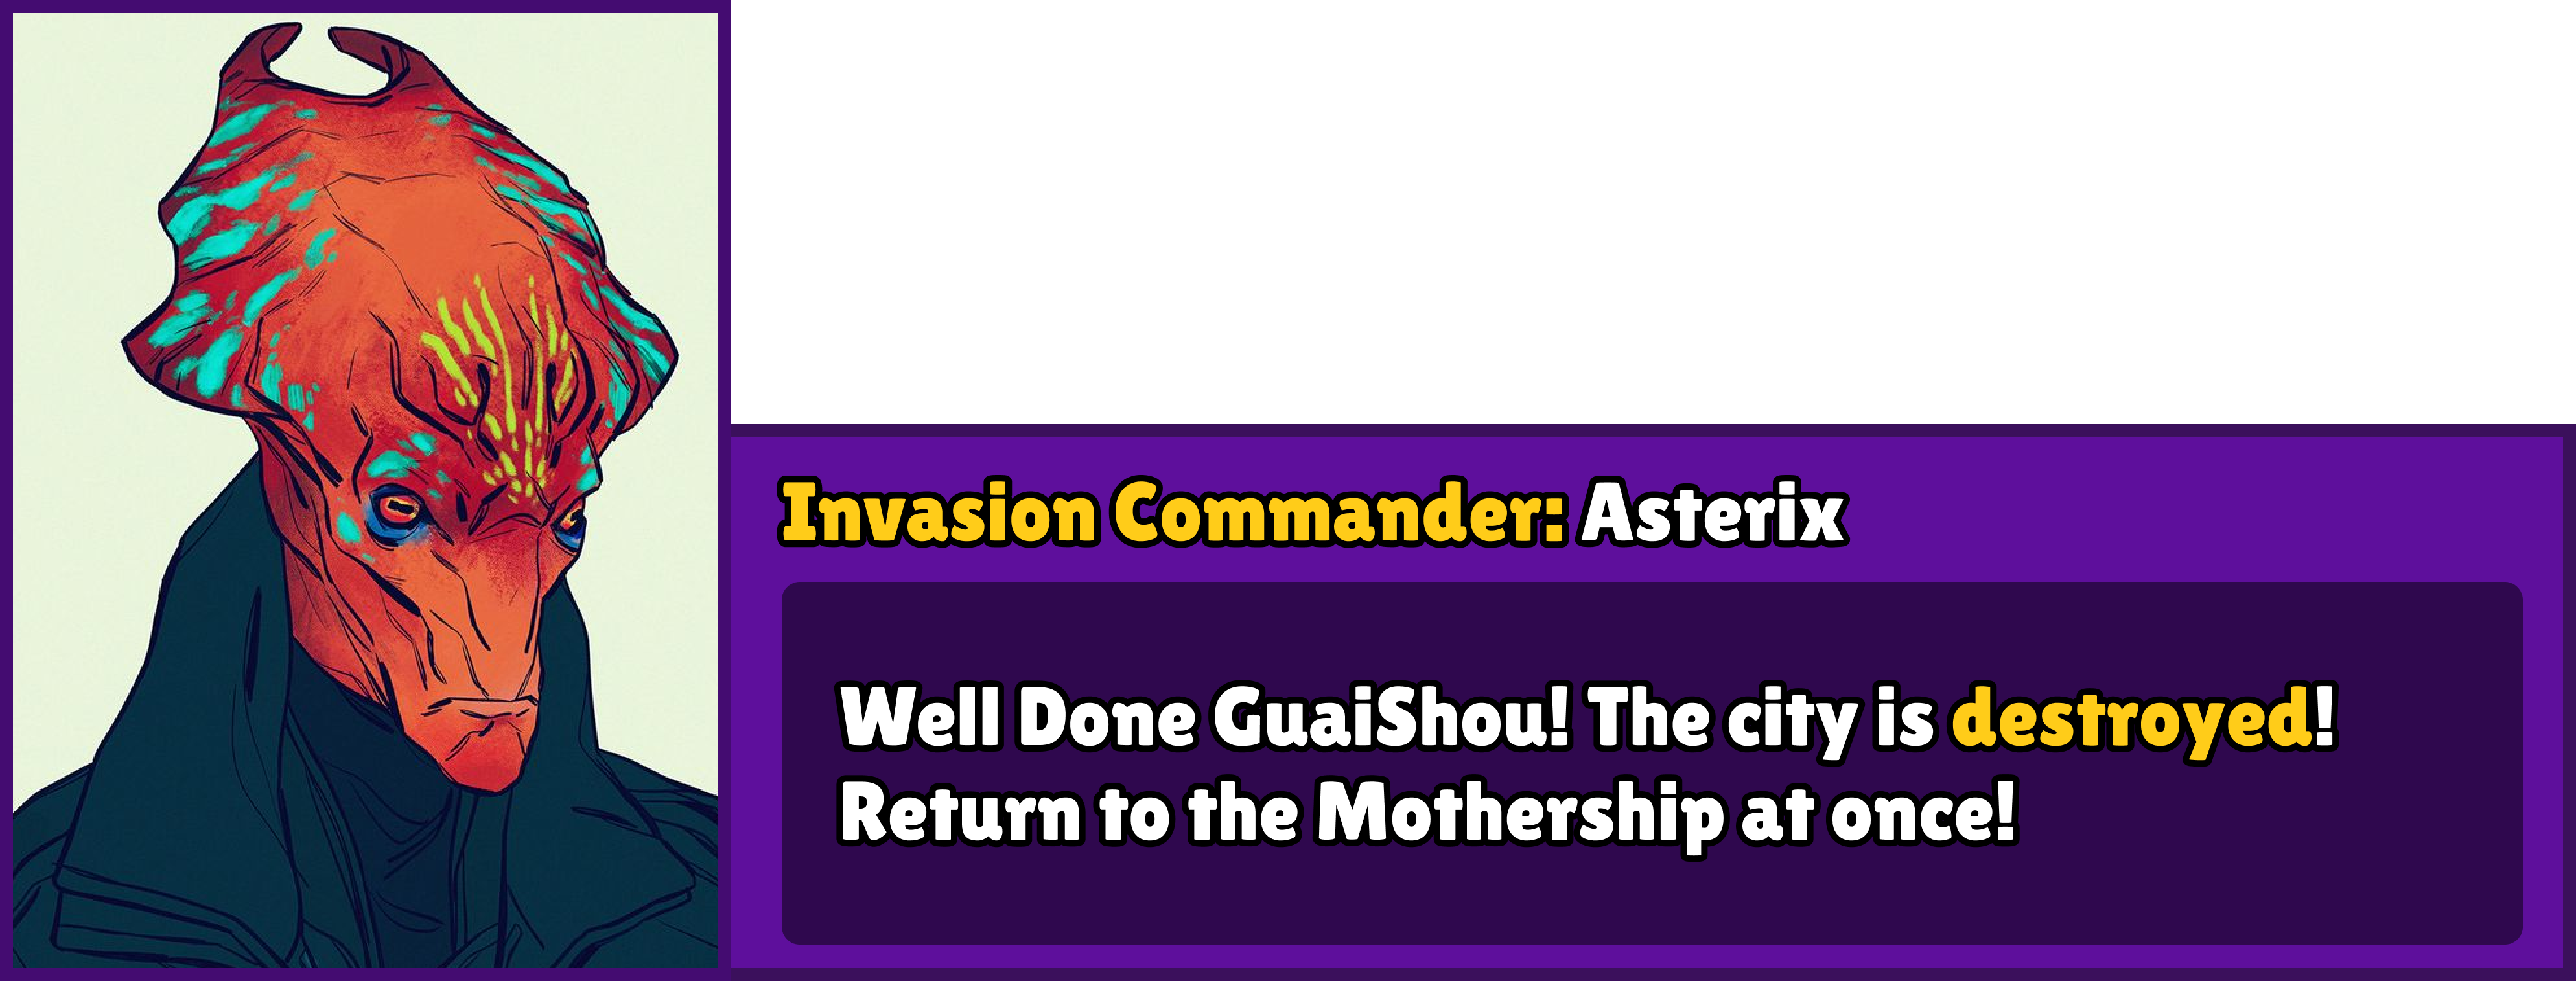 Invasion Commander: Asterix
Well Done GuaiShou! The city is destroyed!
Return to the Mothership at once!